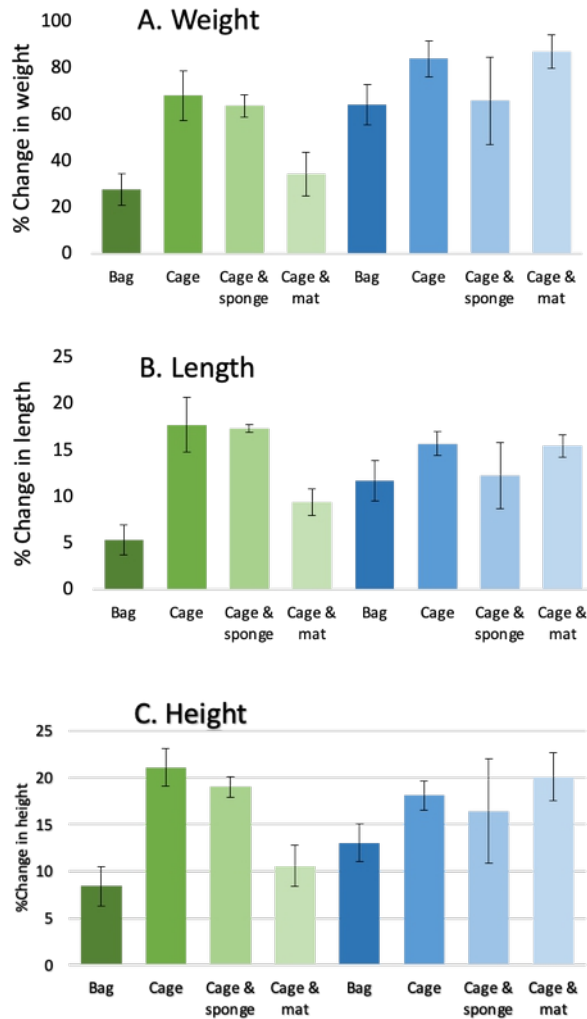 A. Weight
% Change in weight
100
80
60
40
20
0
Bag Cage Cage & Cage & Bag Cage Cage & Cage &
sponge mat sponge mat
B. Length
% Change in length
25
20
15
10
5
0
Bag Cage Cage & Cage & Bag Cage Cage & Cage &
sponge mat sponge mat
C. Height
%Change in height
25
20
15
10
5
0
Bag Cage Cage & Cage & Bag Cage Cage & Cage &
sponge mat sponge mat